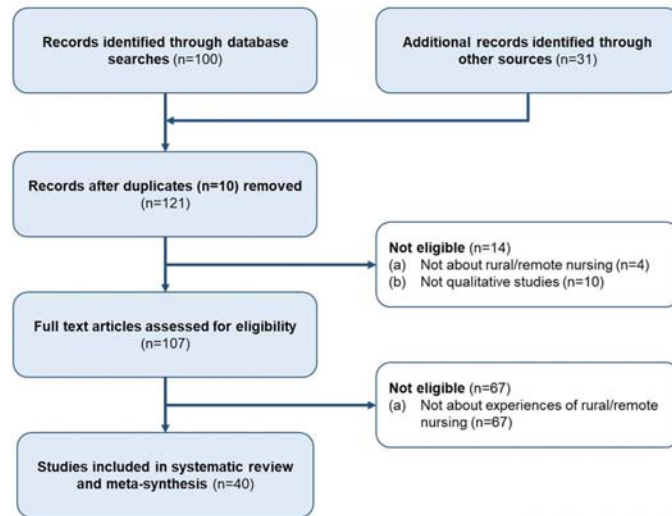 Records identified through database
searches (n=100)
Additional records identified through
other sources (n=31)
Records after duplicates (n=10) removed
(n=121)
Not eligible (n=14)
(a) Not about rural/remote nursing (n=4)
(b) Not qualitative studies (n=10)
Full text articles assessed for eligibility
(n=107)
Not eligible (n=67)
(a) Not about experiences of rural/remote
nursing (n=67)
Studies included in systematic review
and meta-synthesis (n=40)